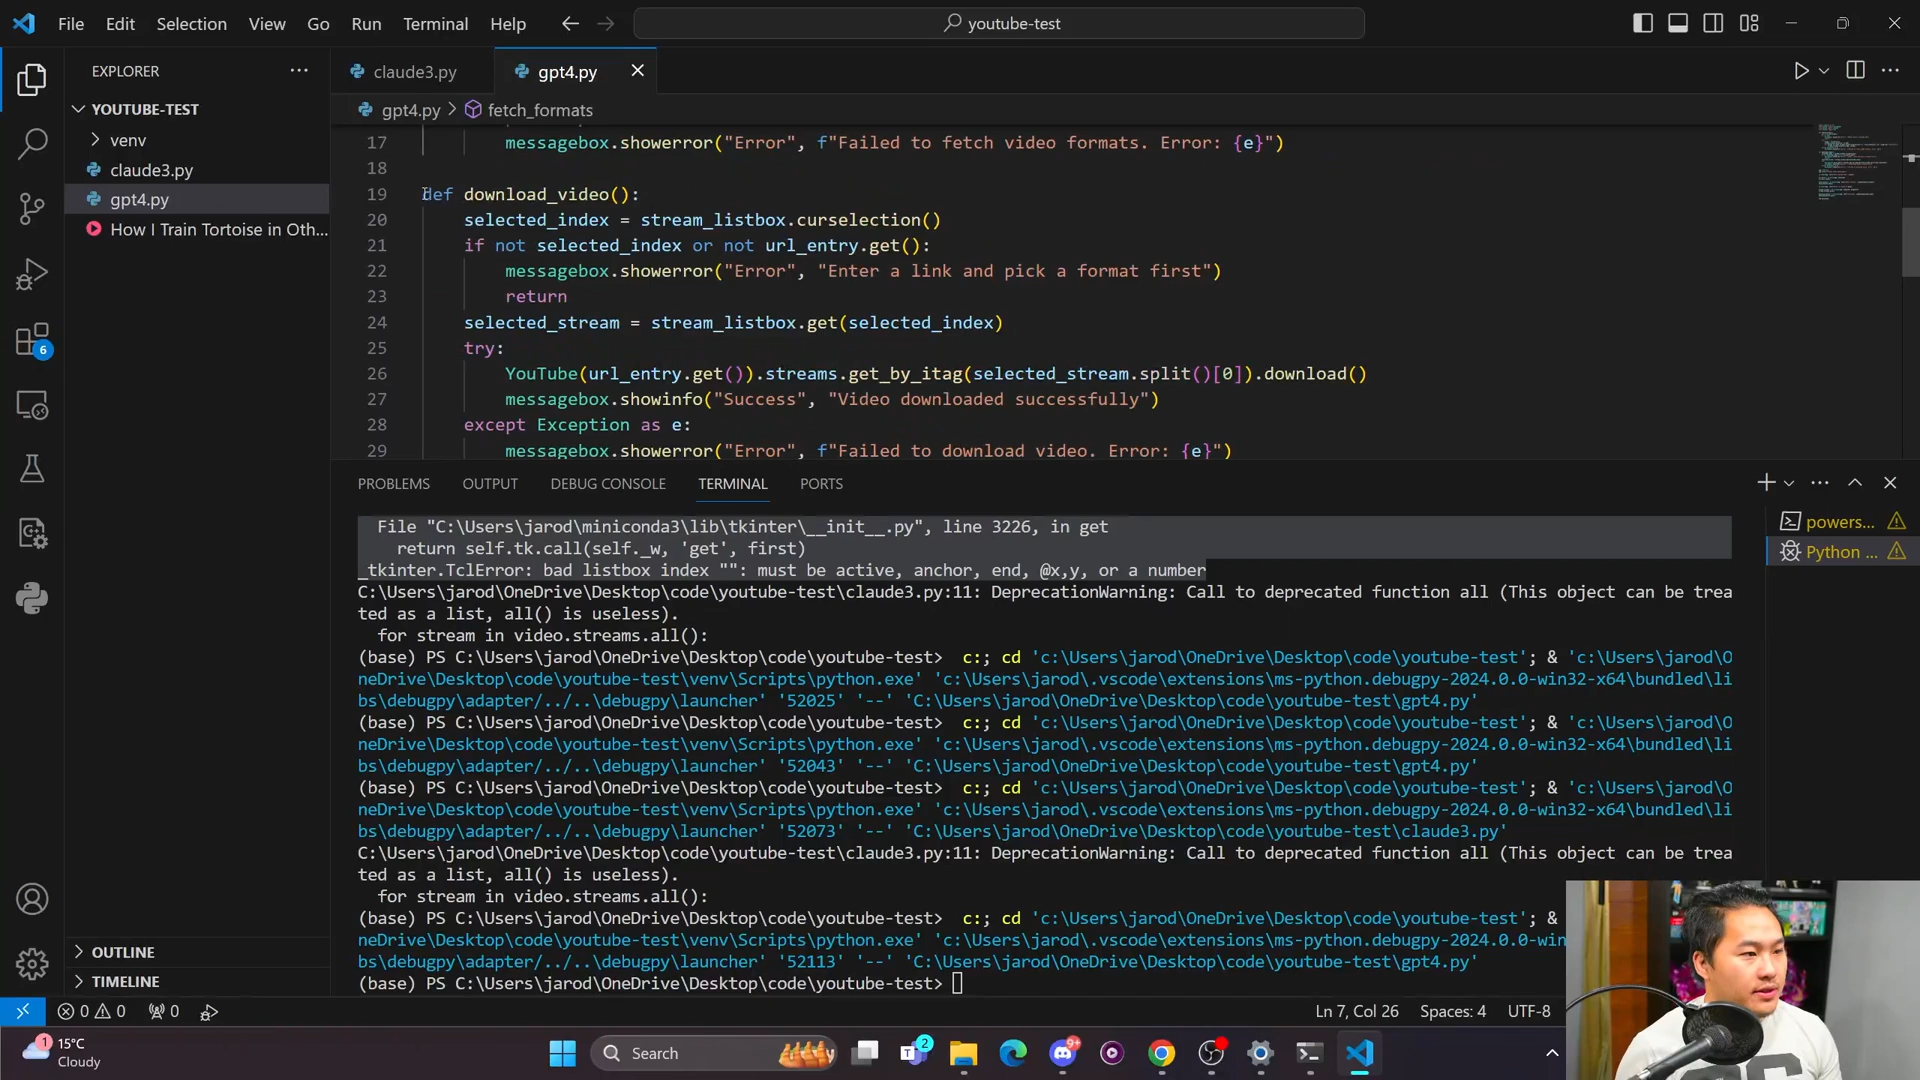 File Edit Selection View Go Run Terminal Help
youtube-test
EXPLORER
YOUTUBE-TEST
venv
claude3.py
gpt4.py
How I Train Tortoise in Oth...
OUTLINE
TIMELINE
claude3.py
gpt4.py
gpt4.py > fetch_formats
17 messagebox.showerror("Error", f"Failed to fetch video formats. Error: {e}")
18
19 def download_video():
20 selected_index = stream_listbox.curselection()
21 if not selected_index or not url_entry.get():
22 messagebox.showerror("Error", "Enter a link and pick a format first")
23 return
24 selected_stream = stream_listbox.get(selected_index)
25 try:
26 YouTube(url_entry.get()).streams.get_by_itag(selected_stream.split()[0]).download()
27 messagebox.showinfo("Success", "Video downloaded successfully")
28 except Exception as e:
29 messagebox.showerror("Error", f"Failed to download video. Error: {e}")
PROBLEMS OUTPUT DEBUG CONSOLE TERMINAL PORTS
powers...
Python ...
File "C:\Users\jarod\miniconda3\lib\tkinter\__init__.py", line 3226, in get
return self.tk.call(self._w, 'get', first)
_tkinter.TclError: bad listbox index "": must be active, anchor, end, @x,y, or a number
C:\Users\jarod\OneDrive\Desktop\code\youtube-test\claude3.py:11: DeprecationWarning: Call to deprecated function all (This object can be trea
ted as a list, all() is useless).
for stream in video.streams.all():
(base) PS C:\Users\jarod\OneDrive\Desktop\code\youtube-test> c:; cd 'c:\Users\jarod\OneDrive\Desktop\code\youtube-test'; & 'c:\Users\jarod\O
neDrive\Desktop\code\youtube-test\venv\Scripts\python.exe' 'c:\Users\jarod\.vscode\extensions\ms-python.debugpy-2024.0.0-win32-x64\bundled\li
bs\debugpy\adapter/../..\debugpy\launcher' '52025' '--' 'C:\Users\jarod\OneDrive\Desktop\code\youtube-test\gpt4.py'
(base) PS C:\Users\jarod\OneDrive\Desktop\code\youtube-test> c:; cd 'c:\Users\jarod\OneDrive\Desktop\code\youtube-test'; & 'c:\Users\jarod\O
neDrive\Desktop\code\youtube-test\venv\Scripts\python.exe' 'c:\Users\jarod\.vscode\extensions\ms-python.debugpy-2024.0.0-win32-x64\bundled\li
bs\debugpy\adapter/../..\debugpy\launcher' '52043' '--' 'C:\Users\jarod\OneDrive\Desktop\code\youtube-test\gpt4.py'
(base) PS C:\Users\jarod\OneDrive\Desktop\code\youtube-test> c:; cd 'c:\Users\jarod\OneDrive\Desktop\code\youtube-test'; & 'c:\Users\jarod\O
neDrive\Desktop\code\youtube-test\venv\Scripts\python.exe' 'c:\Users\jarod\.vscode\extensions\ms-python.debugpy-2024.0.0-win32-x64\bundled\li
bs\debugpy\adapter/../..\debugpy\launcher' '52073' '--' 'C:\Users\jarod\OneDrive\Desktop\code\youtube-test\claude3.py'
C:\Users\jarod\OneDrive\Desktop\code\youtube-test\claude3.py:11: DeprecationWarning: Call to deprecated function all (This object can be trea
ted as a list, all() is useless).
for stream in video.streams.all():
(base) PS C:\Users\jarod\OneDrive\Desktop\code\youtube-test> c:; cd 'c:\Users\jarod\OneDrive\Desktop\code\youtube-test'; &
neDrive\Desktop\code\youtube-test\venv\Scripts\python.exe' 'c:\Users\jarod\.vscode\extensions\ms-python.debugpy-2024.0.0-win
bs\debugpy\adapter/../..\debugpy\launcher' '52113' '--' 'C:\Users\jarod\OneDrive\Desktop\code\youtube-test\gpt4.py'
(base) PS C:\Users\jarod\OneDrive\Desktop\code\youtube-test>
6
0 0 0
Ln 7, Col 26 Spaces: 4 UTF-8
1
15°C
Cloudy
Search
2
9+